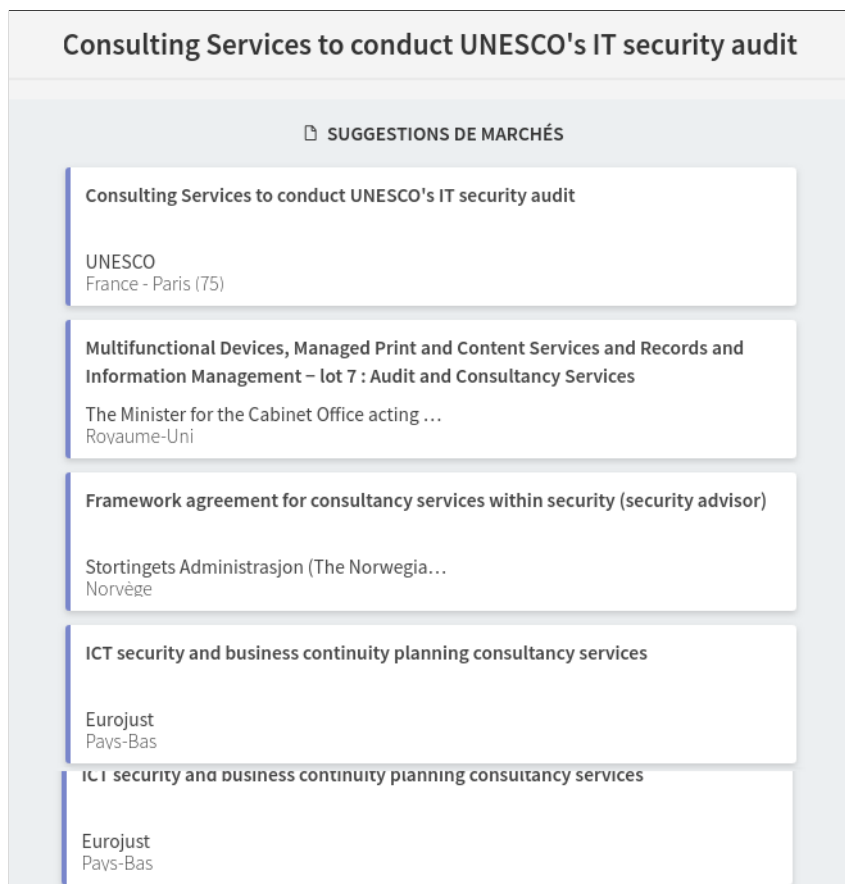 Consulting Services to conduct UNESCO's IT security audit
SUGGESTIONS DE MARCHÉS
Consulting Services to conduct UNESCO's IT security audit
UNESCO
France - Paris (75)
Multifunctional Devices, Managed Print and Content Services and Records and
Information Management – lot 7 : Audit and Consultancy Services
The Minister for the Cabinet Office acting …
Royaume-Uni
Framework agreement for consultancy services within security (security advisor)
Stortingets Administrasjon (The Norwegia…
Norvège
ICT security and business continuity planning consultancy services
Eurojust
Pays-Bas
ICT security and business continuity planning consultancy services
Eurojust
Pays-Bas